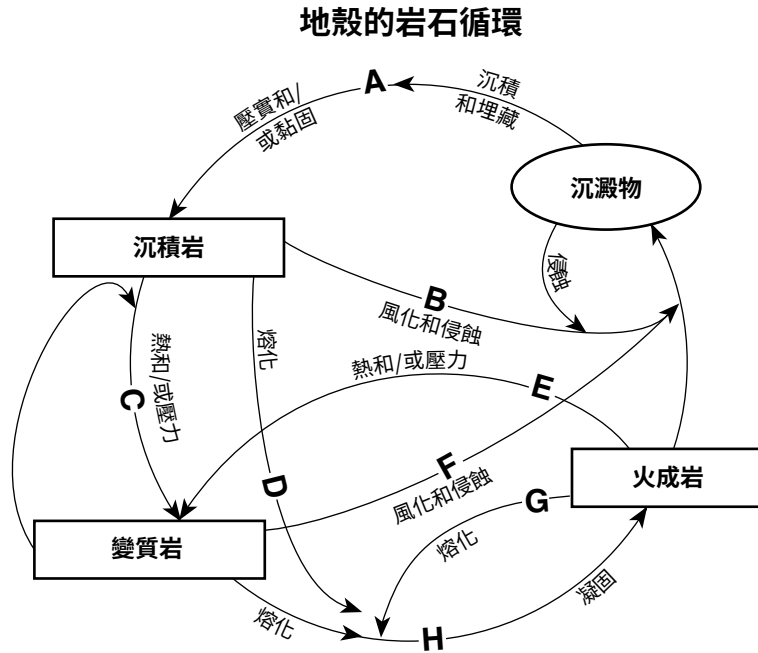 地殼的岩石循環
A
沉積
和埋藏
壓實和/
或黏固
沉澱物
沉積岩
侵蝕
B
風化和侵蝕
熔化
熱和/或壓力
熱和/或壓力
C
E
F
風化和侵蝕
火成岩
D
G
變質岩
熔化
凝固
熔化
H